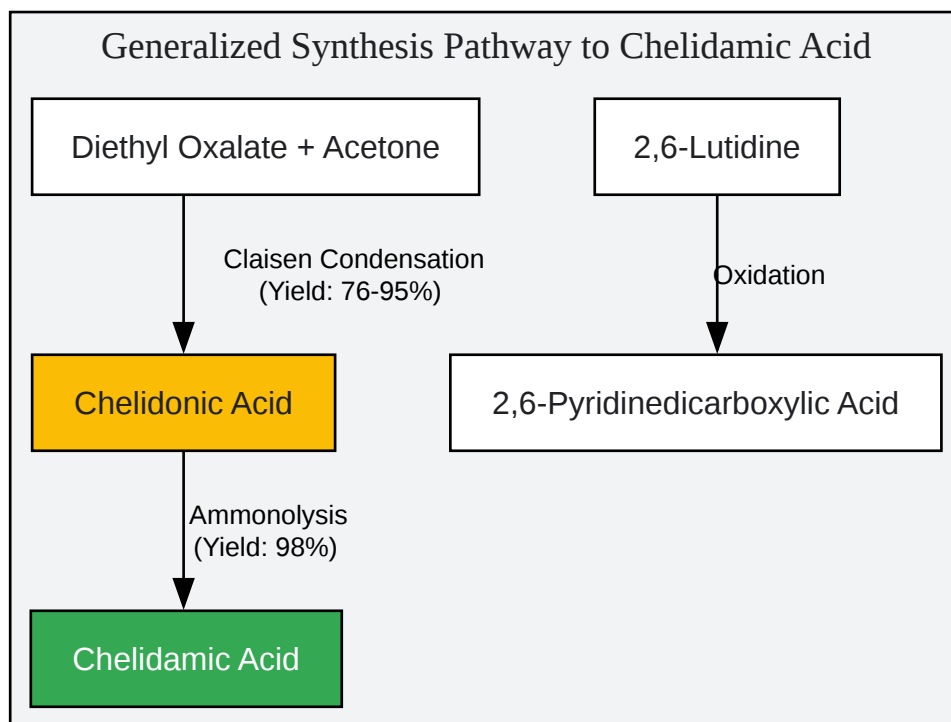 Generalized Synthesis Pathway to Chelidamic Acid
Diethyl Oxalate + Acetone
2,6-Lutidine
Claisen Condensation
(Yield: 76-95%)
Oxidation
Chelidonic Acid
2,6-Pyridinedicarboxylic Acid
Ammonolysis
(Yield: 98%)
Chelidamic Acid